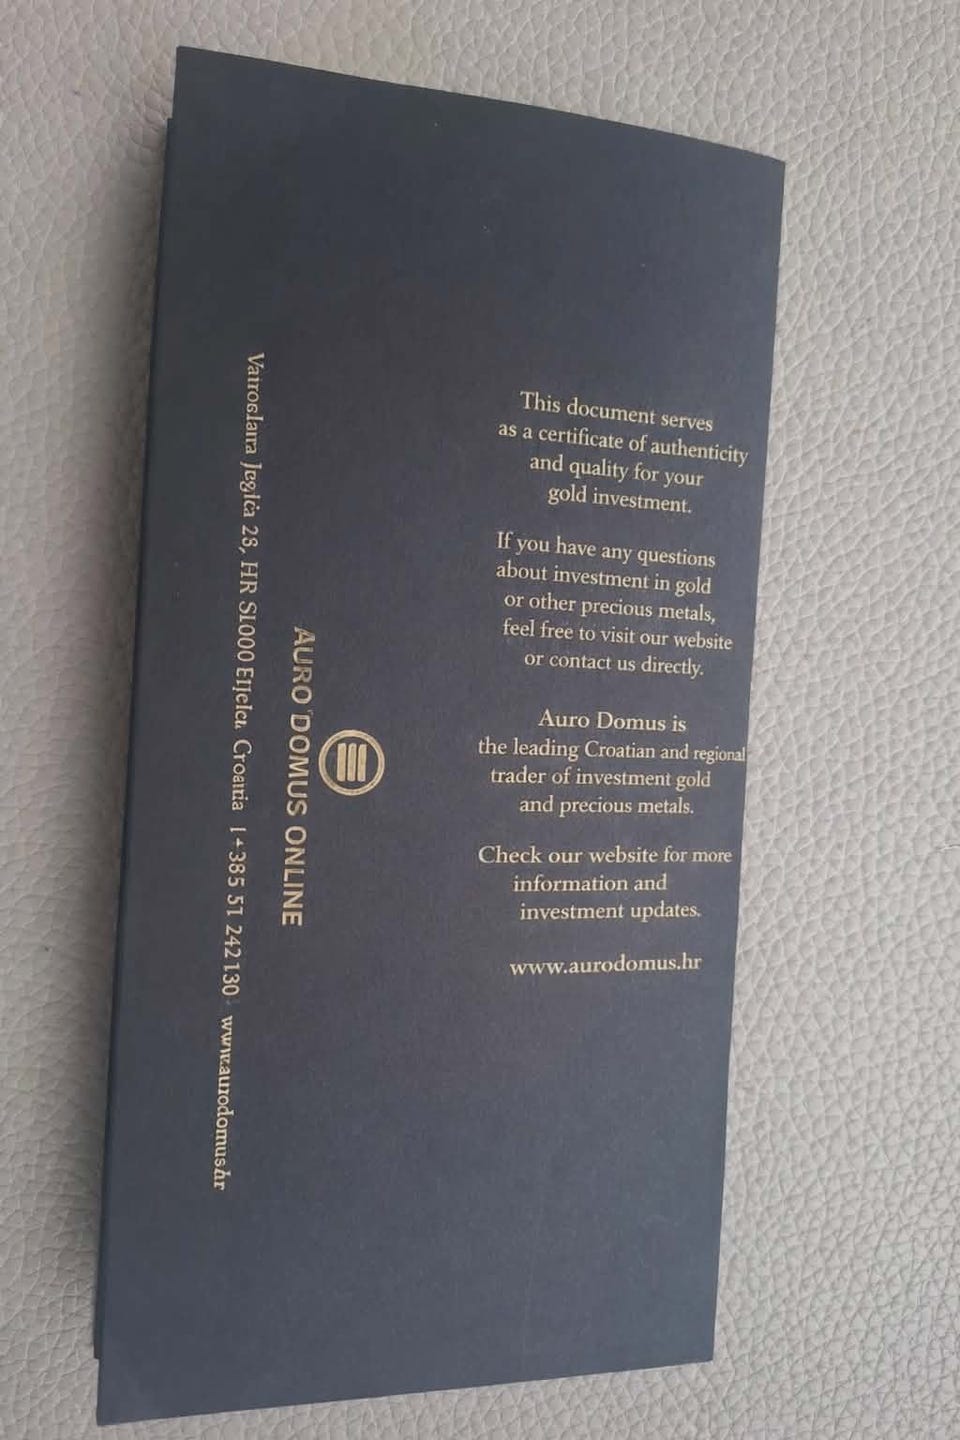 This document serves
as a certificate of authenticity
and quality for your
gold investment.
If you have any questions
about investment in gold
or other precious metals,
feel free to visit our website
or contact us directly.
Auro Domus is
the leading Croatian and regional
trader of investment gold
and precious metals.
Check our website for more
information and
investment updates.
www.aurodomus.hr
AURO DOMUS ONLINE
28, HR +385 51 242130 www.aurodomus.hr